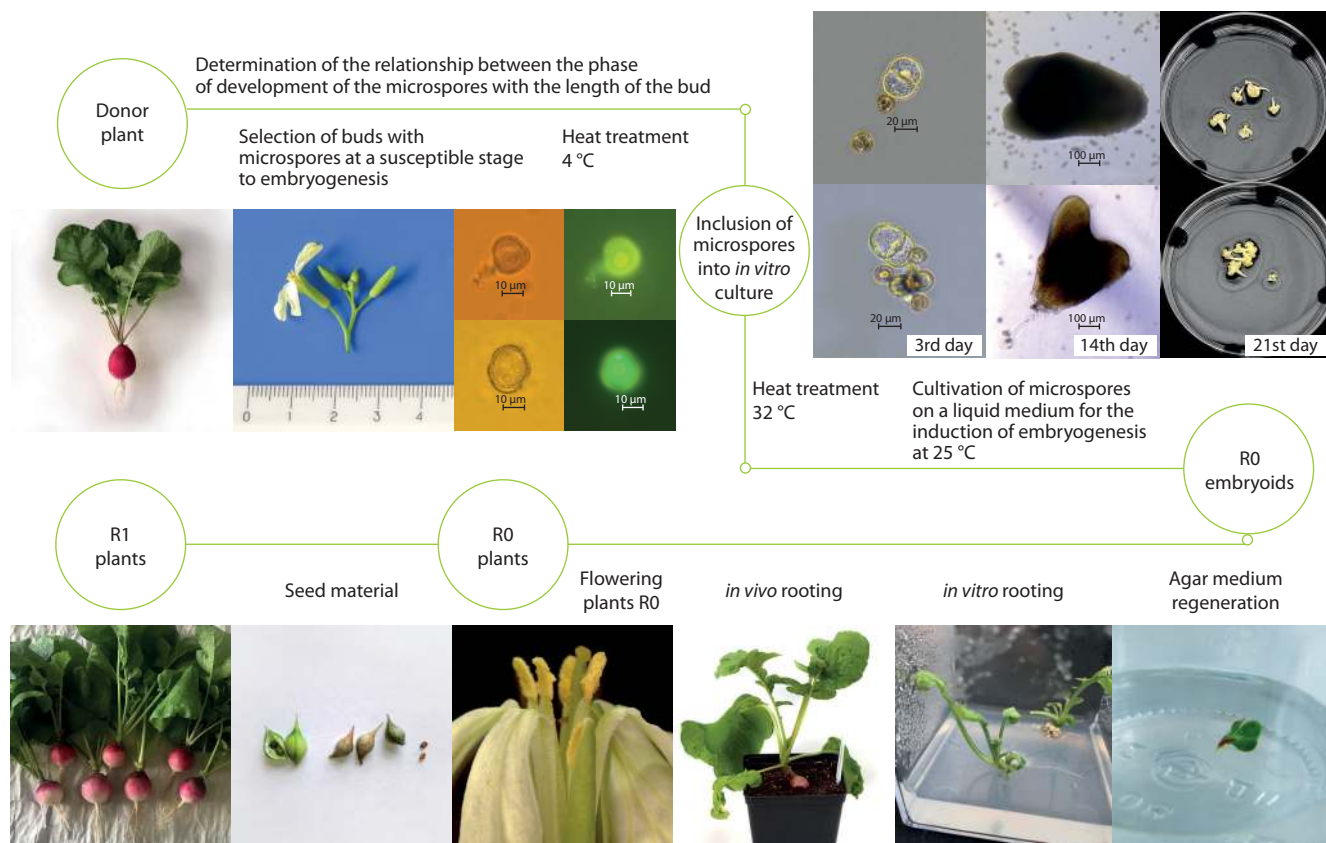 Donor
plant
Determination of the relationship between the phase
of development of the microspores with the length of the bud
Selection of buds with
microspores at a susceptible stage
to embryogenesis
Heat treatment
4 °C
10 µm
10 µm
10 µm
10 µm
0 1 2 3 4
Inclusion of
microspores
into in vitro
culture
20 µm
100 µm
20 µm
100 µm
3rd day
14th day
21st day
Heat treatment
32 °C
Cultivation of microspores
on a liquid medium for the
induction of embryogenesis
at 25 °C
R0
embryoids
R1
plants
Seed material
R0
plants
Flowering
plants R0
in vivo rooting
in vitro rooting
Agar medium
regeneration